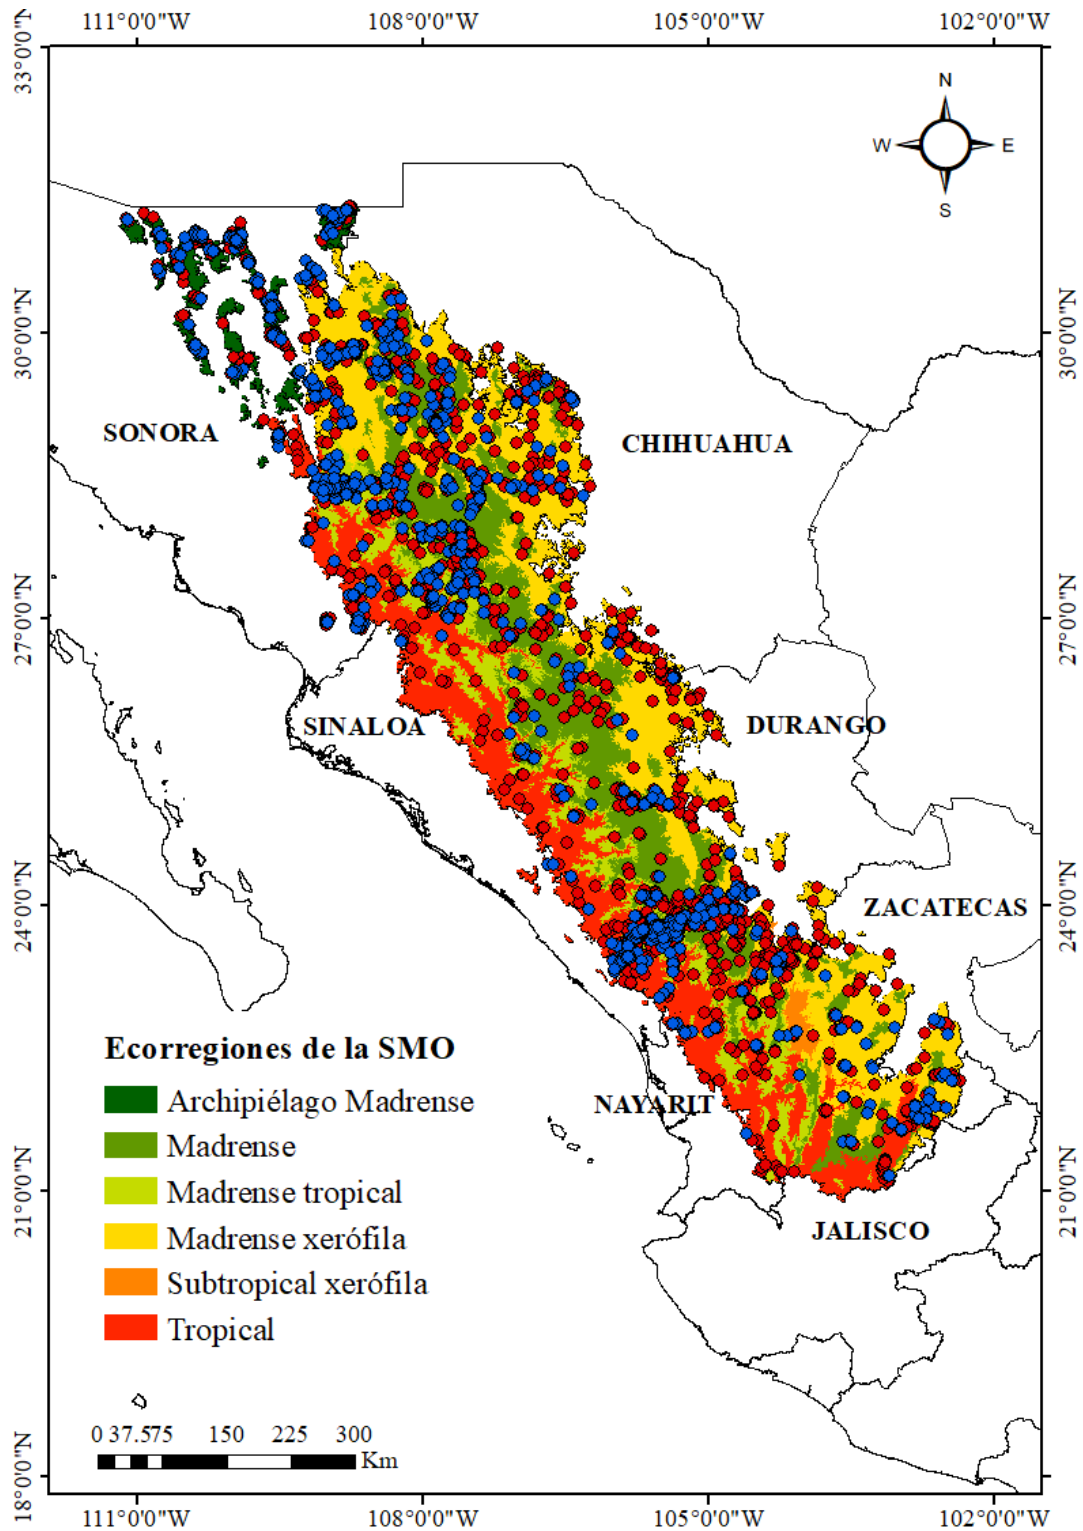 111°0'0"W 108°0'0"W 105°0'0"W 102°0'0"W
33°0'0"N
N
W E
S
30°0'0"N 30°0'0"N
SONORA
CHIHUAHUA
27°0'0"N 27°0'0"N
SINALOA
DURANGO
24°0'0"N 24°0'0"N
ZACATECAS
Ecorregiones de la SMO
Archipiélago Madrense
NAYARIT
Madrense
Madrense tropical
21°0'0"N 21°0'0"N
JALISCO
Madrense xerófila
Subtropical xerófila
Tropical
0 37.5 75 150 225 300
Km
18°0'0"N
111°0'0"W 108°0'0"W 105°0'0"W 102°0'0"W